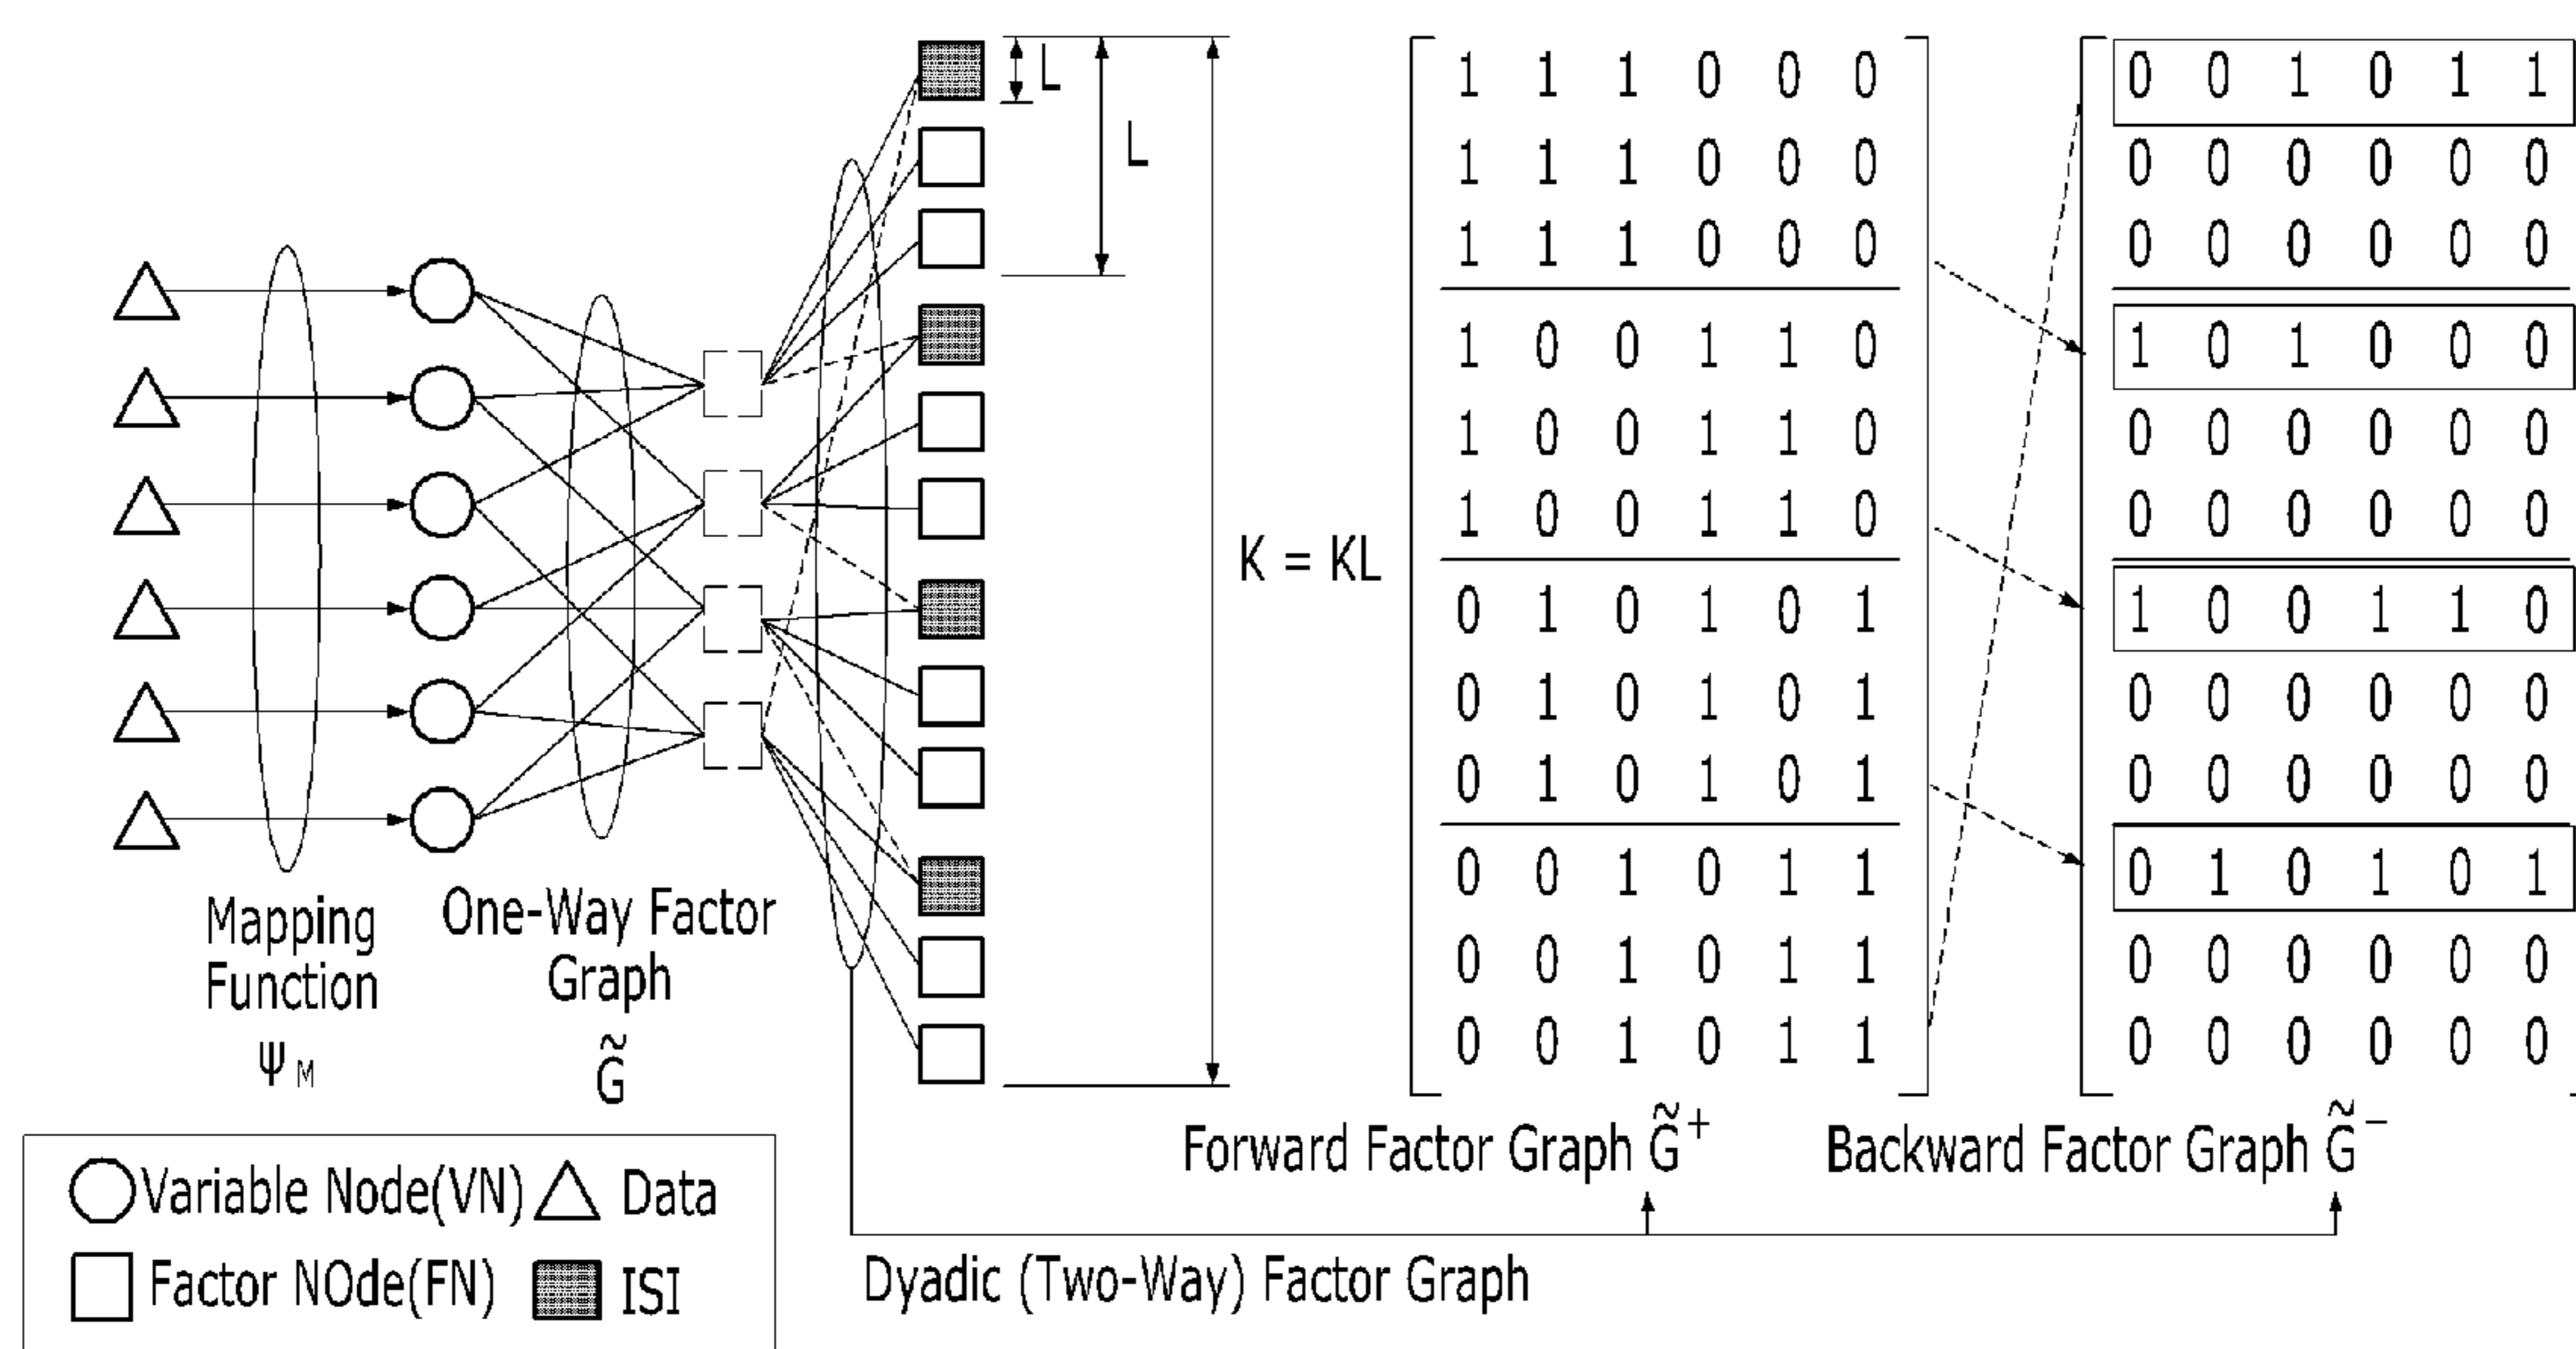 L
L
K = KL
1 1 1 0 0 0
1 1 1 0 0 0
1 1 1 0 0 0
1 0 0 1 1 0
1 0 0 1 1 0
1 0 0 1 1 0
0 1 0 1 0 1
0 1 0 1 0 1
0 1 0 1 0 1
0 0 1 0 1 1
0 0 1 0 1 1
0 0 1 0 1 1
0 0 1 0 1 1
0 0 0 0 0 0
0 0 0 0 0 0
1 0 1 0 0 0
0 0 0 0 0 0
0 0 0 0 0 0
1 0 0 1 1 0
0 0 0 0 0 0
0 0 0 0 0 0
0 1 0 1 0 1
0 0 0 0 0 0
0 0 0 0 0 0
Mapping
Function
ψ M
One-Way Factor
Graph
G̃
Forward Factor Graph G̃̃ +
Backward Factor Graph G̃̃ −
Dyadic (Two-Way) Factor Graph
Variable Node(VN)
Data
Factor NOde(FN)
ISI